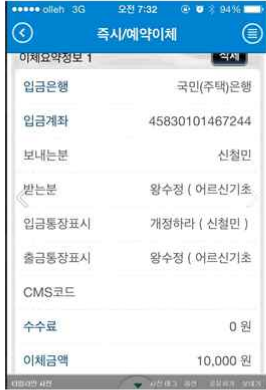 olleh 3G 오전 7:32 94%
즉시/예약이체
이체요약정보 1 삭제
입금은행 국민(주택)은행
입금계좌 45830101467244
보내는분 신철민
받는분 왕수정 ( 어르신기초
입금통장표시 개정하라 ( 신철민 )
출금통장표시 왕수정 ( 어르신기초
CMS코드
수수료 0 원
이체금액 10,000 원